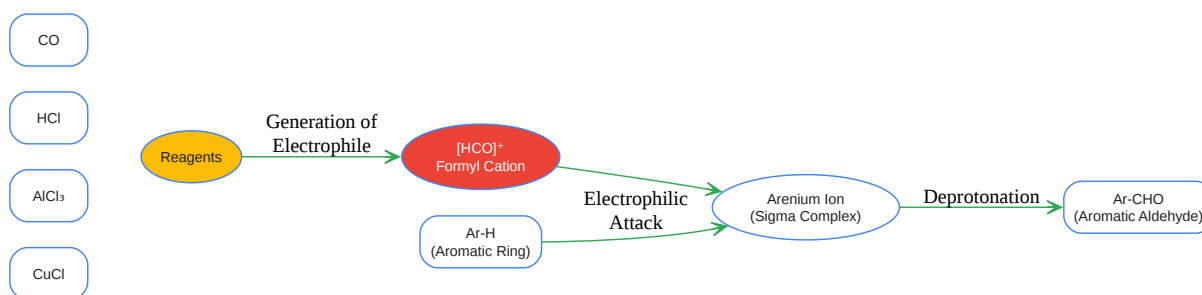 CO
HCl
AlCl₃
CuCl
Reagents
Generation of
Electrophile
[HCO]⁺
Formyl Cation
Ar-H
(Aromatic Ring)
Electrophilic
Attack
Arenium Ion
(Sigma Complex)
Deprotonation
Ar-CHO
(Aromatic Aldehyde)